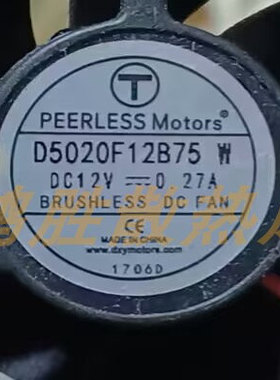 T
PEERLESS Motors®
D5020F12B75 W
DC12V ⎓ 0.27A
BRUSHLESS DC FAN
CE
MADE IN CHINA
www.dxymotors.com
1706D